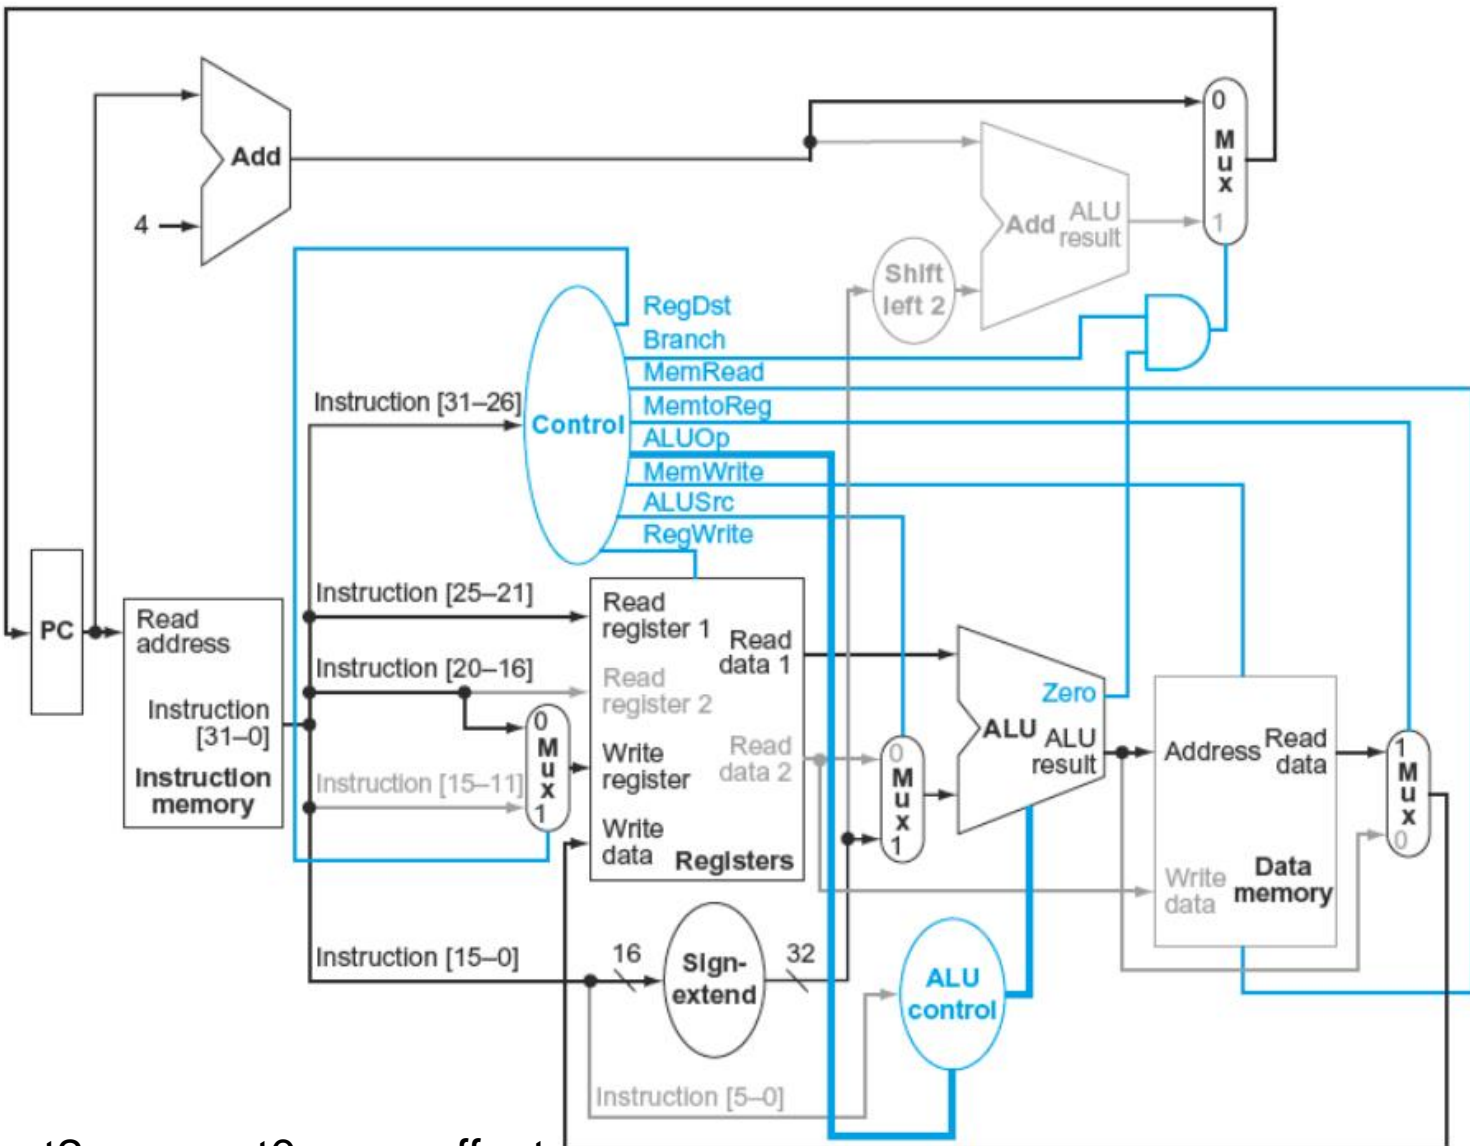 Add
4
0
M
u
x
1
Add
ALU
result
Shift
left 2
RegDst
Branch
MemRead
MemtoReg
ALUOp
MemWrite
ALUSrc
RegWrite
Instruction [31–26]
Control
PC
Read
address
Instruction
[31–0]
Instruction
memory
Instruction [25–21]
Instruction [20–16]
Instruction [15–11]
0
M
u
x
1
Read
register 1
Read
register 2
Write
register
Write
data
Read
data 1
Read
data 2
Registers
0
M
u
x
1
Zero
ALU
ALU
result
Address
Read
data
Write
data
Data
memory
1
M
u
x
0
Instruction [15–0]
16
Sign-
extend
32
ALU
control
Instruction [5–0]